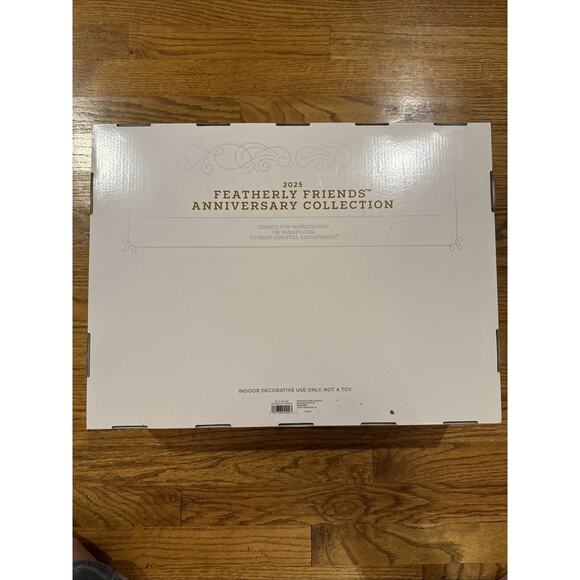 2025
FEATHERLY FRIENDS™
ANNIVERSARY COLLECTION
SEARCH FOR WONDERSHOP
ON TARGET.COM
TO SHOP OUR FULL ASSORTMENT.
INDOOR DECORATIVE USE ONLY. NOT A TOY.